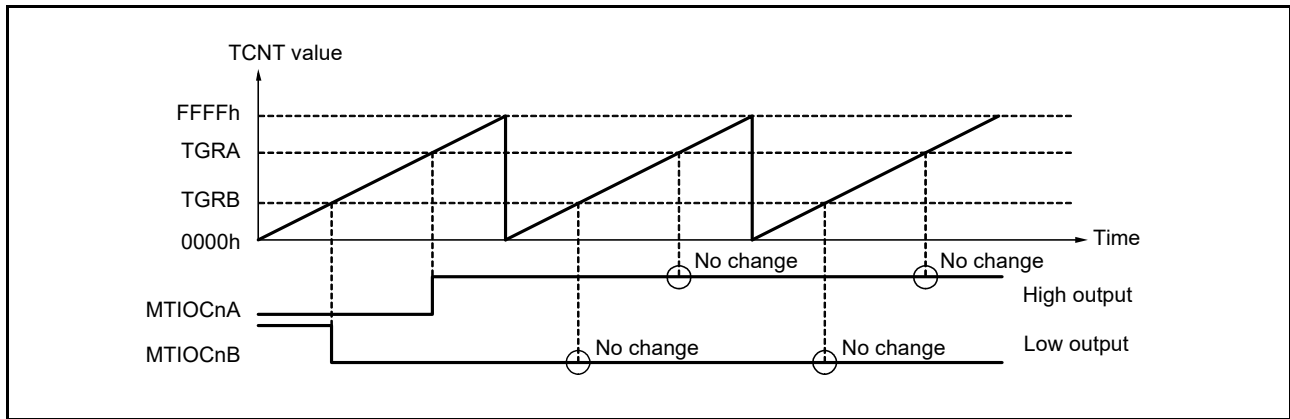 TCNT value
FFFFh
TGRA
TGRB
0000h
Time
No change
No change
High output
MTIOCnA
No change
No change
Low output
MTIOCnB